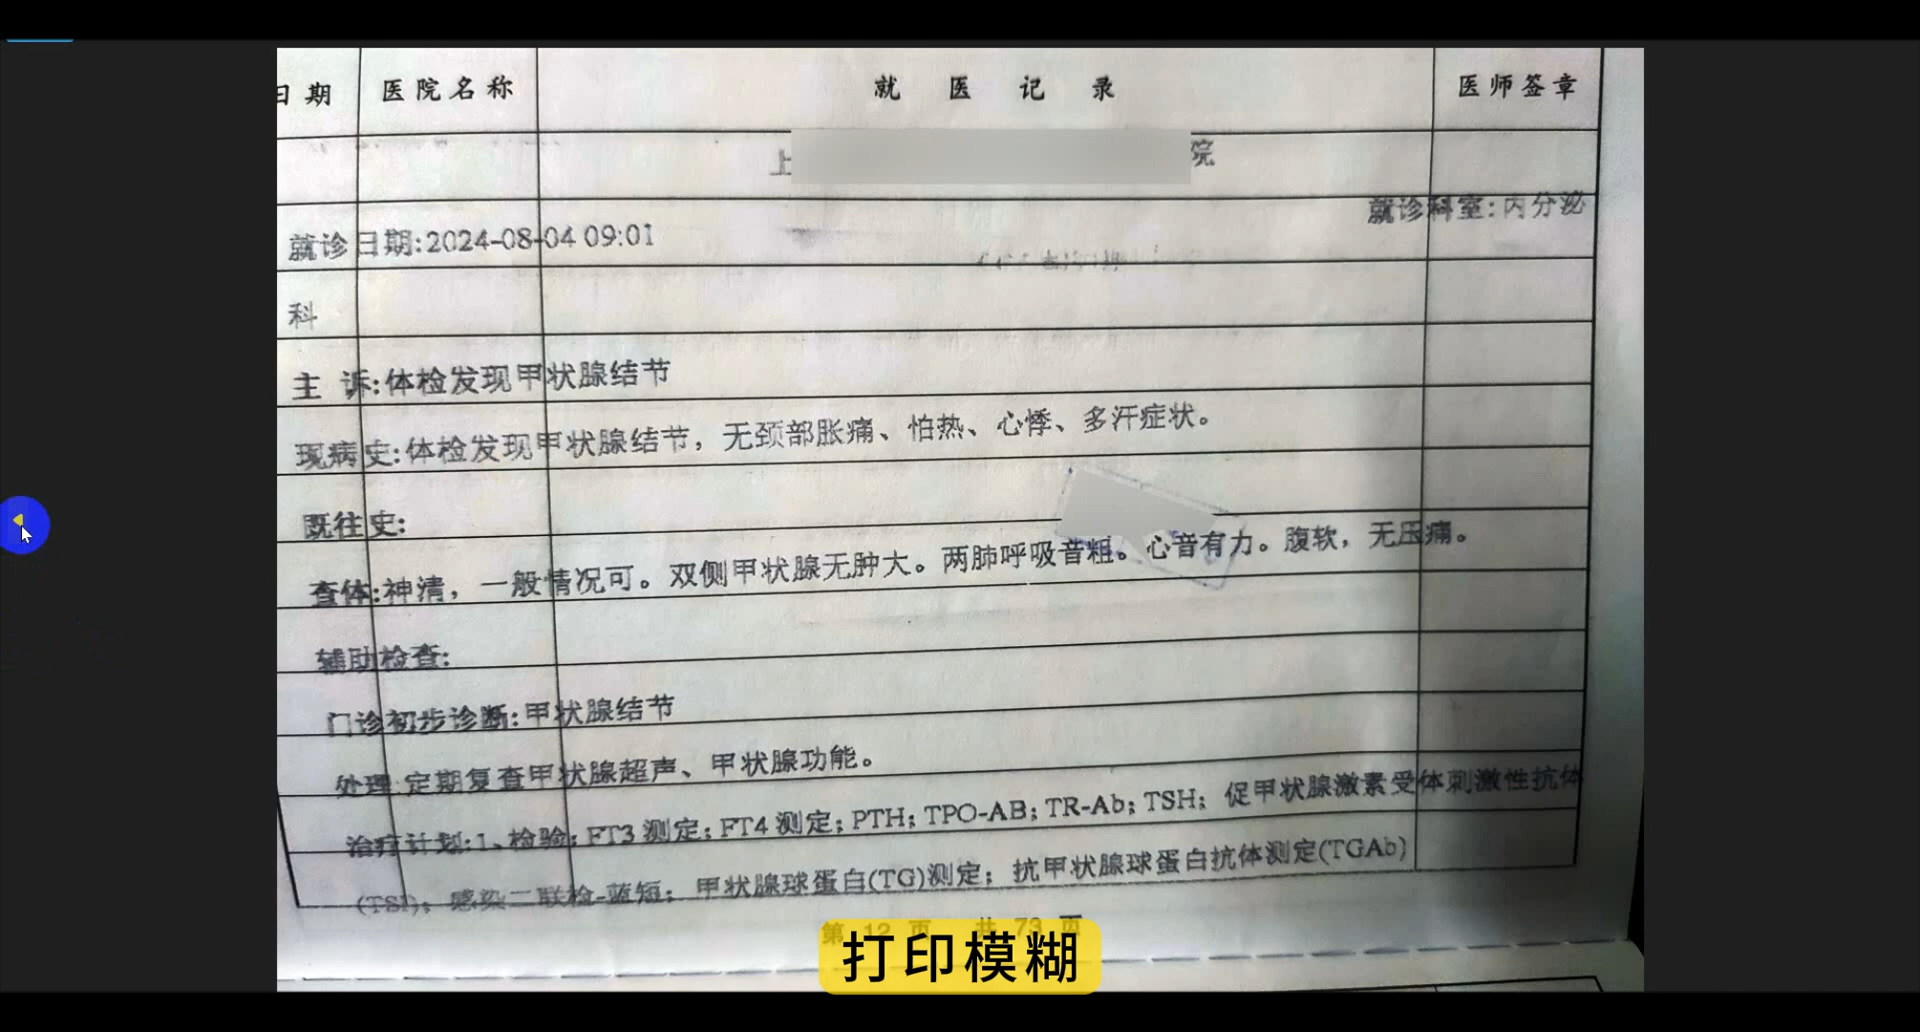 日期 医院名称 就医记录 医师签章
上 院
就诊日期:2024-08-04 09:01 就诊科室:内分泌
科
主 诉:体检发现甲状腺结节
现病史:体检发现甲状腺结节，无颈部胀痛、怕热、心悸、多汗症状。
既往史:
查体:神清，一般情况可。双侧甲状腺无肿大。两肺呼吸音粗。心音有力。腹软，无压痛。
辅助检查:
门诊初步诊断:甲状腺结节
处理:定期复查甲状腺超声、甲状腺功能。
治疗计划:1、检验; FT3 测定; FT4 测定; PTH; TPO-AB; TR-Ab; TSH; 促甲状腺激素受体刺激性抗体
(TSI); 感染二联检-蓝短; 甲状腺球蛋白(TG)测定; 抗甲状腺球蛋白抗体测定(TGAb)
第 12 页 共 73 页
打印模糊